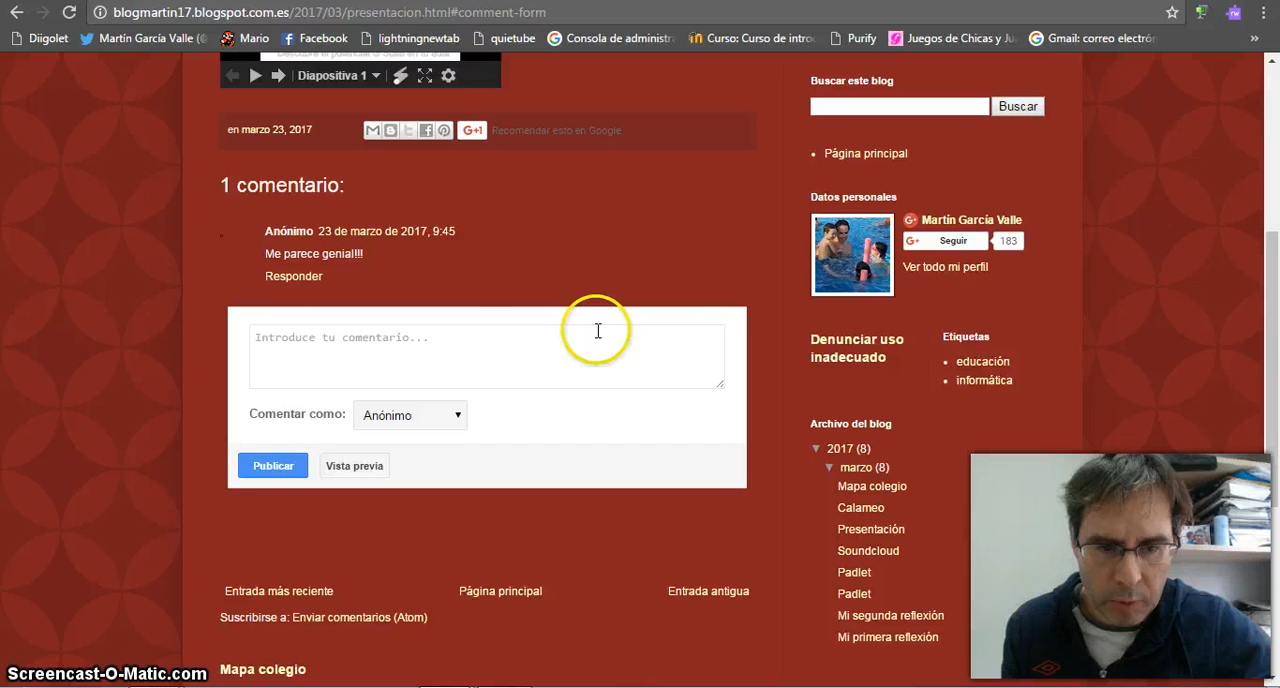 blogmartin17.blogspot.com.es/2017/03/presentacion.html#comment-form
Diigolet
Martín García Valle (
Mario
Facebook
lightningnewtab
quietube
Consola de administra
Curso: Curso de intro
Purify
Juegos de Chicas y Ju
Gmail: correo electró
»
Diapositiva 1
en marzo 23, 2017
G+1
Recomendar esto en Google
1 comentario:
Anónimo 23 de marzo de 2017, 9:45
Me parece genial!!!
Responder
Introduce tu comentario...
Comentar como: Anónimo
Publicar
Vista previa
Entrada más reciente
Página principal
Entrada antigua
Suscribirse a: Enviar comentarios (Atom)
Mapa colegio
Buscar este blog
Buscar
Página principal
Datos personales
Martín García Valle
G+ Seguir 183
Ver todo mi perfil
Denunciar uso
inadecuado
Etiquetas
educación
informática
Archivo del blog
2017 (8)
marzo (8)
Mapa colegio
Calameo
Presentación
Soundcloud
Padlet
Padlet
Mi segunda reflexión
Mi primera reflexión
Screencast-O-Matic.com